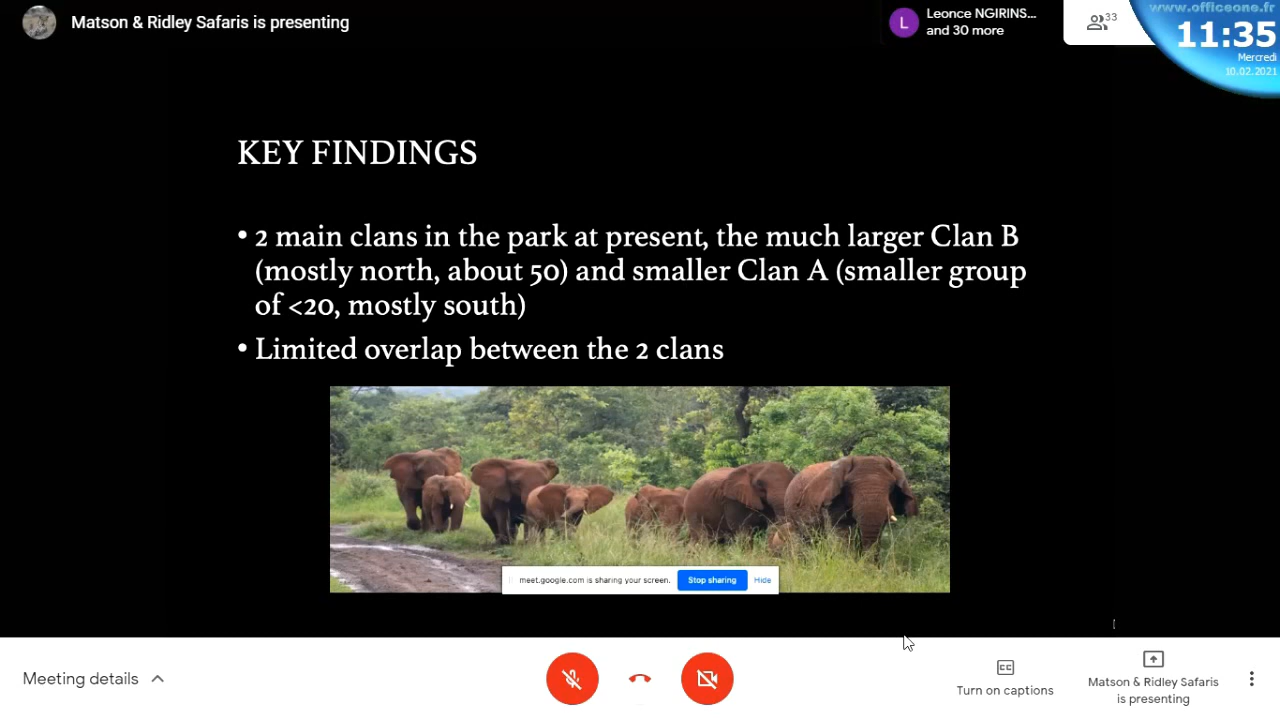 Matson & Ridley Safaris is presenting
Leonce NGIRINS...
and 30 more
33
www.officeone.fr
11:35
Mercredi
10.02.2021
KEY FINDINGS
• 2 main clans in the park at present, the much larger Clan B
(mostly north, about 50) and smaller Clan A (smaller group
of <20, mostly south)
• Limited overlap between the 2 clans
meet.google.com is sharing your screen. Stop sharing Hide
Meeting details
CC
Turn on captions
Matson & Ridley Safaris
is presenting
L